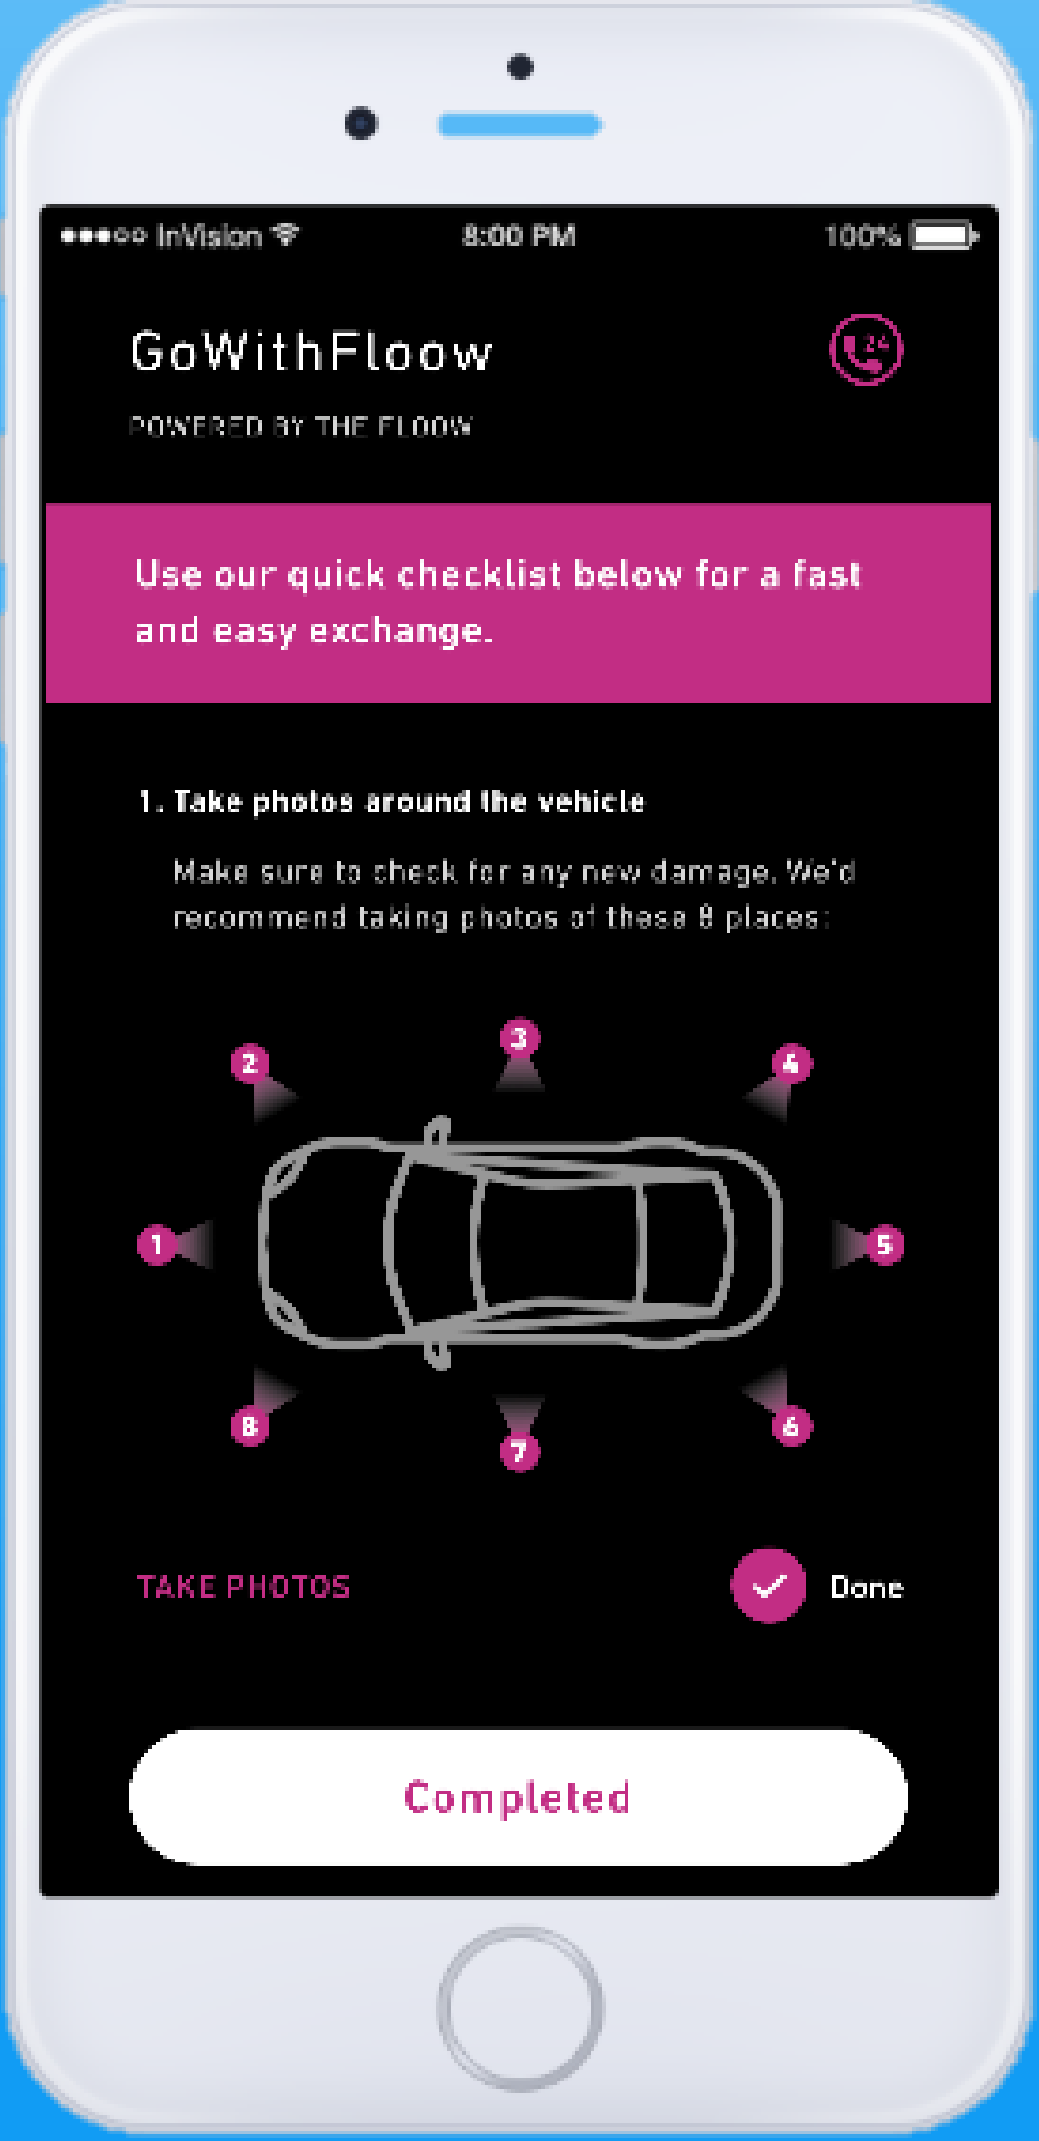 InVision
8:00 PM
100%
GoWithFloow
24
POWERED BY THE FLOOW
Use our quick checklist below for a fast
and easy exchange.
1. Take photos around the vehicle
Make sure to check for any new damage. We'd
recommend taking photos of these 8 places:
3
2
4
1
5
8
6
7
TAKE PHOTOS
Done
Completed